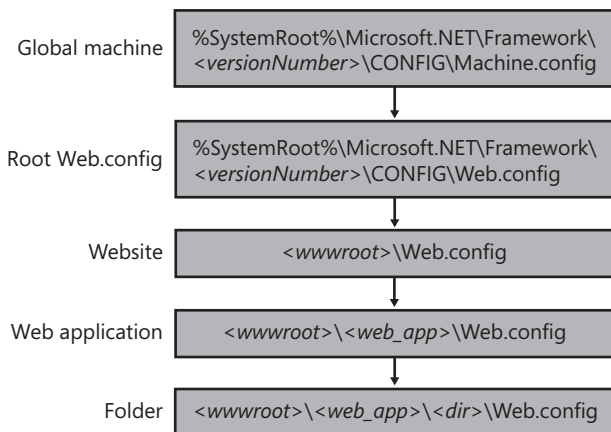 Global machine
%SystemRoot%\Microsoft.NET\Framework\
<versionNumber>\CONFIG\Machine.config
Root Web.config
%SystemRoot%\Microsoft.NET\Framework\
<versionNumber>\CONFIG\Web.config
Website
<wwwroot>\Web.config
Web application
<wwwroot>\<web_app>\Web.config
Folder
<wwwroot>\<web_app>\<dir>\Web.config